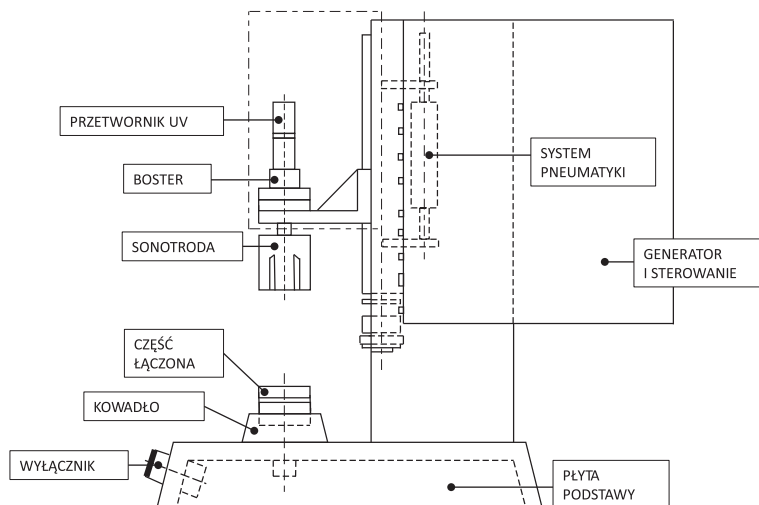 PRZETWORNIK UV
BOSTER
SYSTEM
PNEUMATYKI
SONOTRODA
GENERATOR
I STEROWANIE
CZĘŚĆ
ŁĄCZONA
KOWADŁO
WYŁĄCZNIK
PŁYTA
PODSTAWY